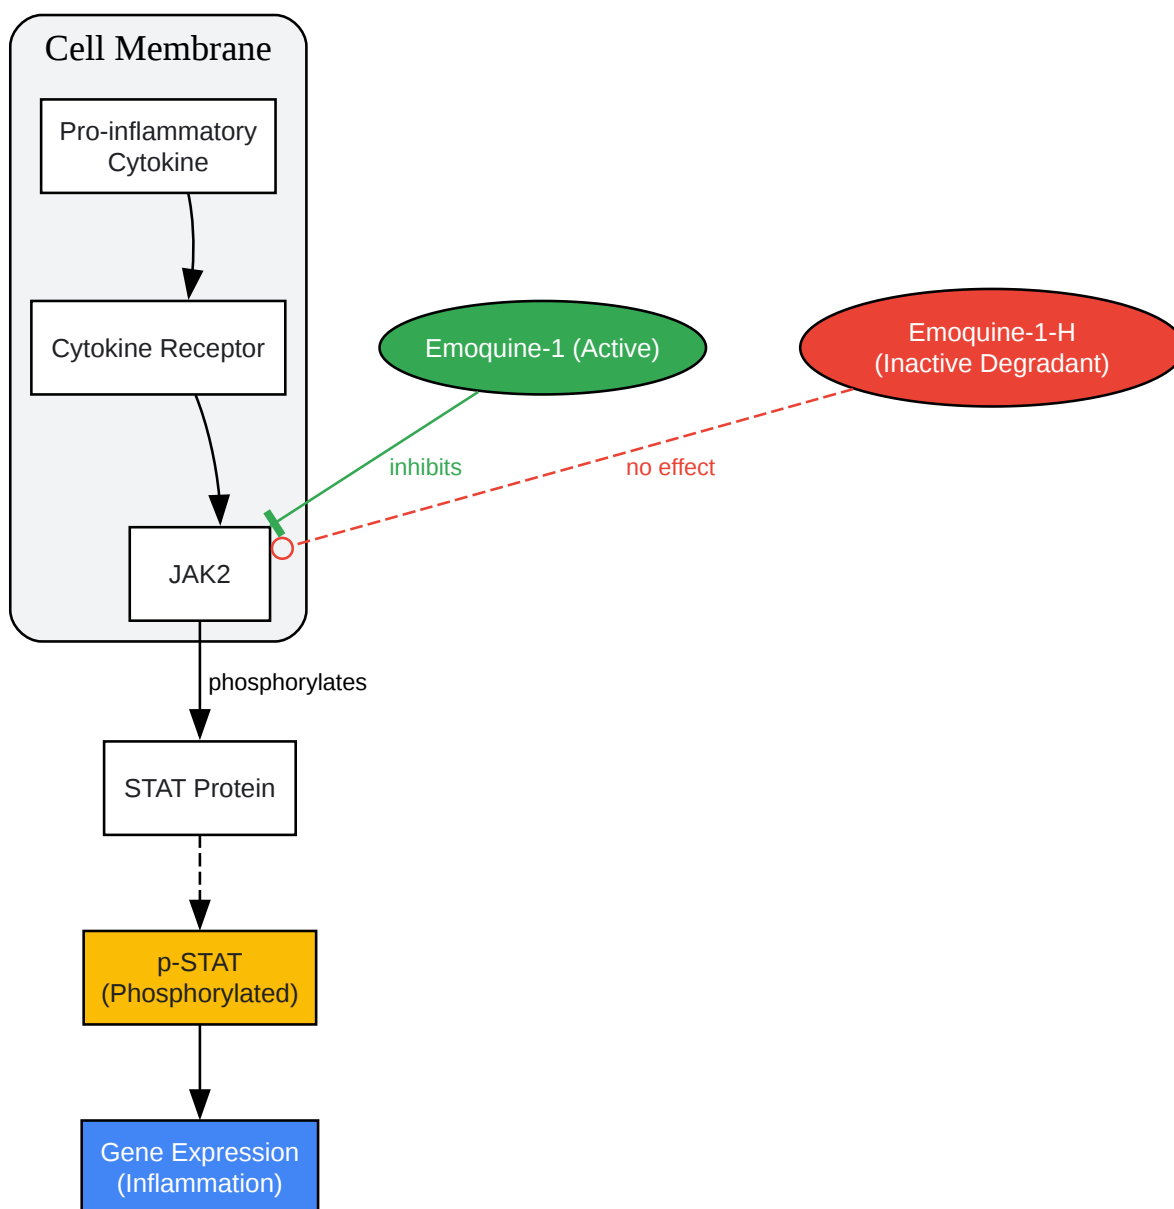 Cell Membrane
Pro-inflammatory
Cytokine
Cytokine Receptor
Emoquine-1 (Active)
Emoquine-1-H
(Inactive Degradant)
inhibits
no effect
JAK2
phosphorylates
STAT Protein
p-STAT
(Phosphorylated)
Gene Expression
(Inflammation)